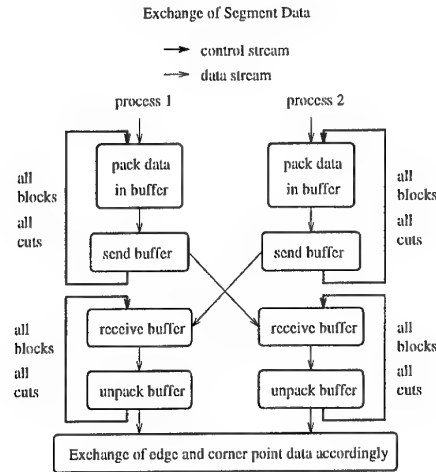 Exchange of Segment Data
control stream
data stream
process 1
process 2
pack data
in buffer
pack data
in buffer
all
blocks
all
cuts
all
blocks
all
cuts
send buffer
send buffer
receive buffer
receive buffer
all
blocks
all
cuts
all
blocks
all
cuts
unpack buffer
unpack buffer
Exchange of edge and corner point data accordingly